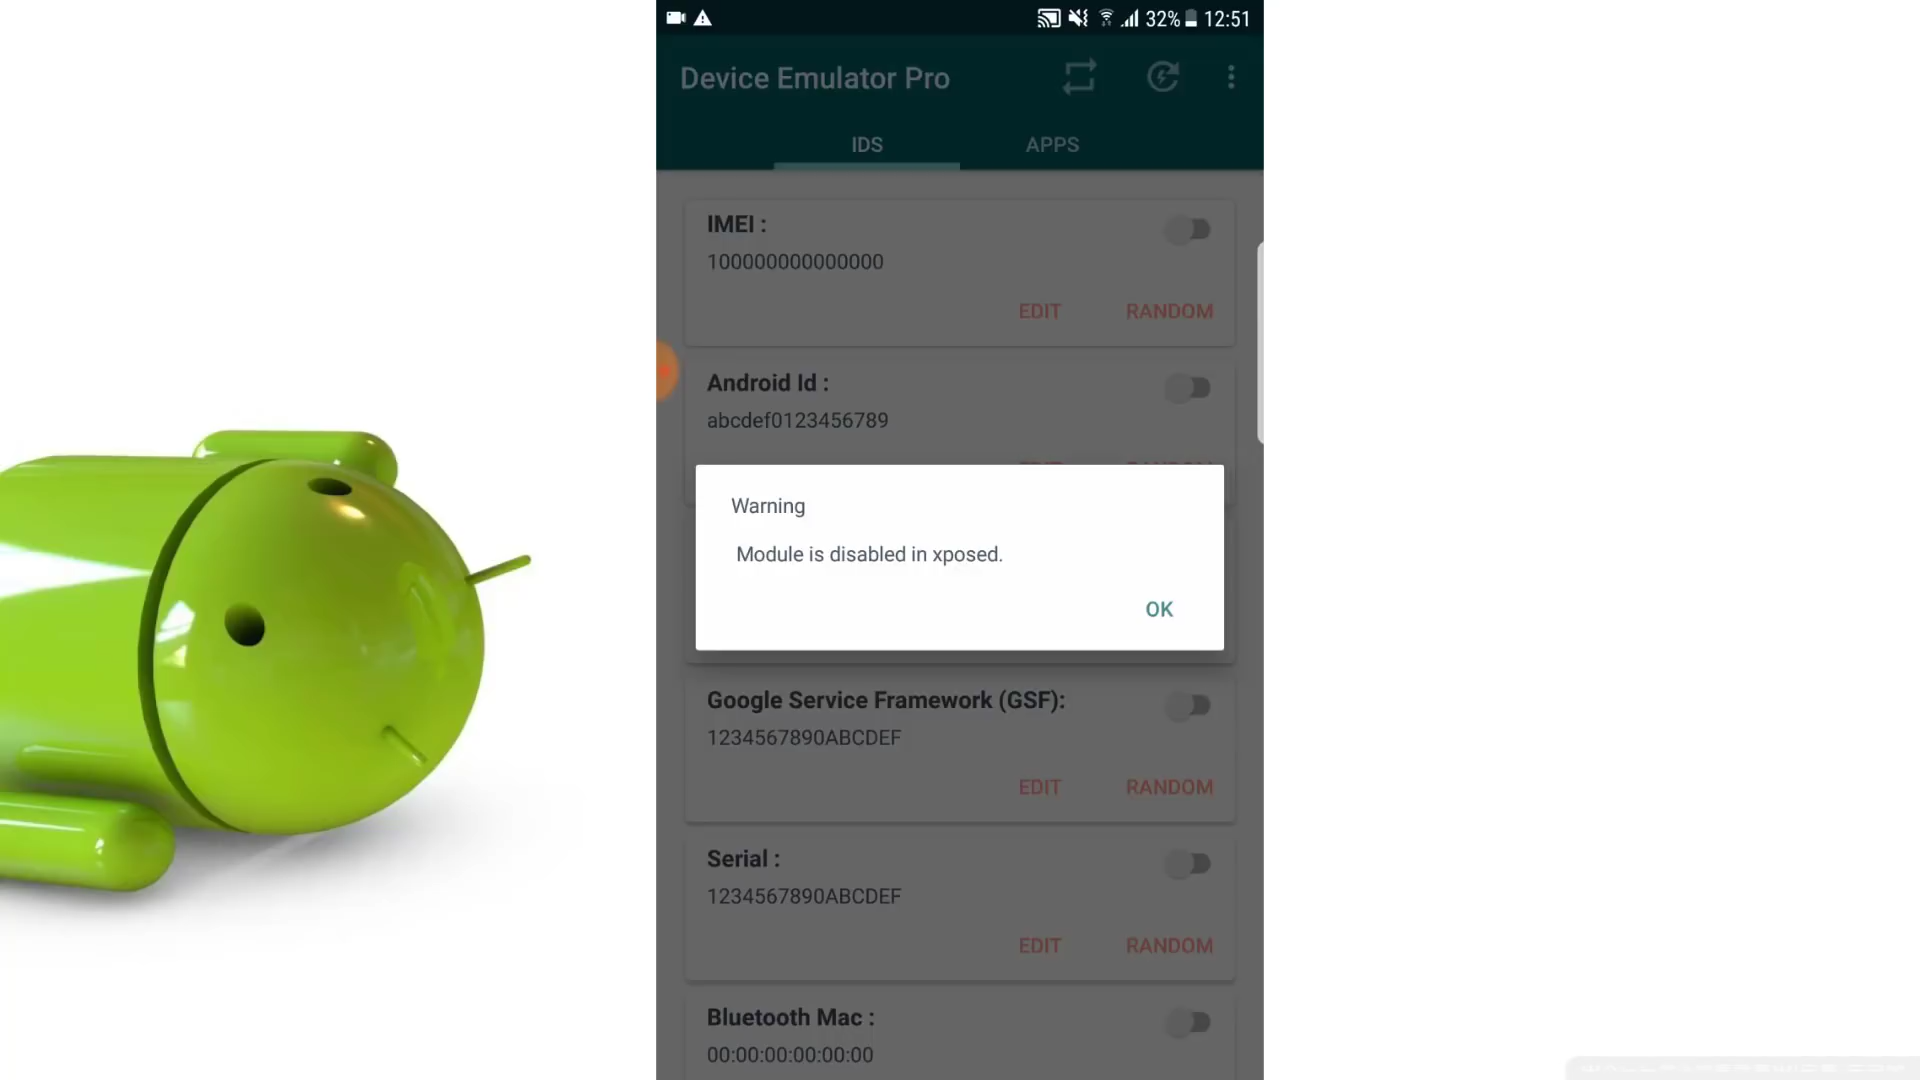 32% 12:51
Device Emulator Pro
IDS APPS
IMEI :
100000000000000
EDIT RANDOM
Android Id :
abcdef0123456789
Warning
Module is disabled in xposed.
OK
Google Service Framework (GSF):
1234567890ABCDEF
EDIT RANDOM
Serial :
1234567890ABCDEF
EDIT RANDOM
Bluetooth Mac :
00:00:00:00:00:00